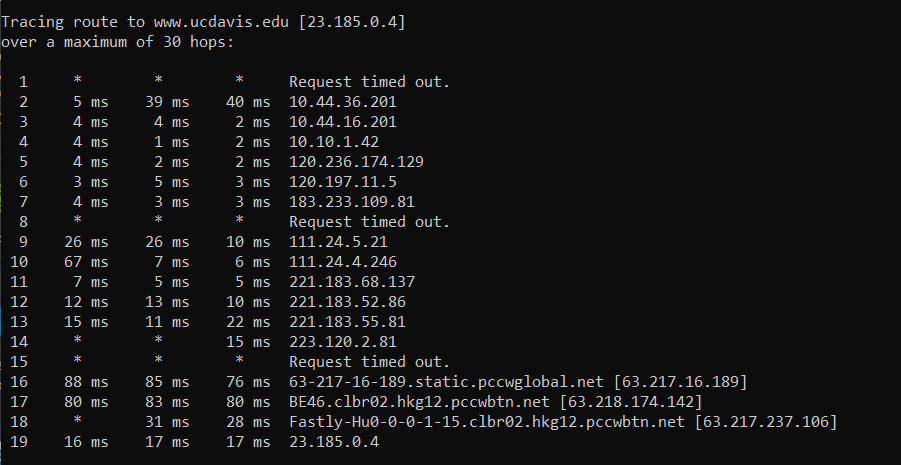 Tracing route to www.ucdavis.edu [23.185.0.4]
over a maximum of 30 hops:
1 * * * Request timed out.
2 5 ms 39 ms 40 ms 10.44.36.201
3 4 ms 4 ms 2 ms 10.44.16.201
4 4 ms 1 ms 2 ms 10.10.1.42
5 4 ms 2 ms 2 ms 120.236.174.129
6 3 ms 5 ms 3 ms 120.197.11.5
7 4 ms 3 ms 3 ms 183.233.109.81
8 * * * Request timed out.
9 26 ms 26 ms 10 ms 111.24.5.21
10 67 ms 7 ms 6 ms 111.24.4.246
11 7 ms 5 ms 5 ms 221.183.68.137
12 12 ms 13 ms 10 ms 221.183.52.86
13 15 ms 11 ms 22 ms 221.183.55.81
14 * * 15 ms 223.120.2.81
15 * * * Request timed out.
16 88 ms 85 ms 76 ms 63-217-16-189.static.pccwglobal.net [63.217.16.189]
17 80 ms 83 ms 80 ms BE46.clbr02.hkg12.pccwbtn.net [63.218.174.142]
18 * 31 ms 28 ms Fastly-Hu0-0-0-1-15.clbr02.hkg12.pccwbtn.net [63.217.237.106]
19 16 ms 17 ms 17 ms 23.185.0.4